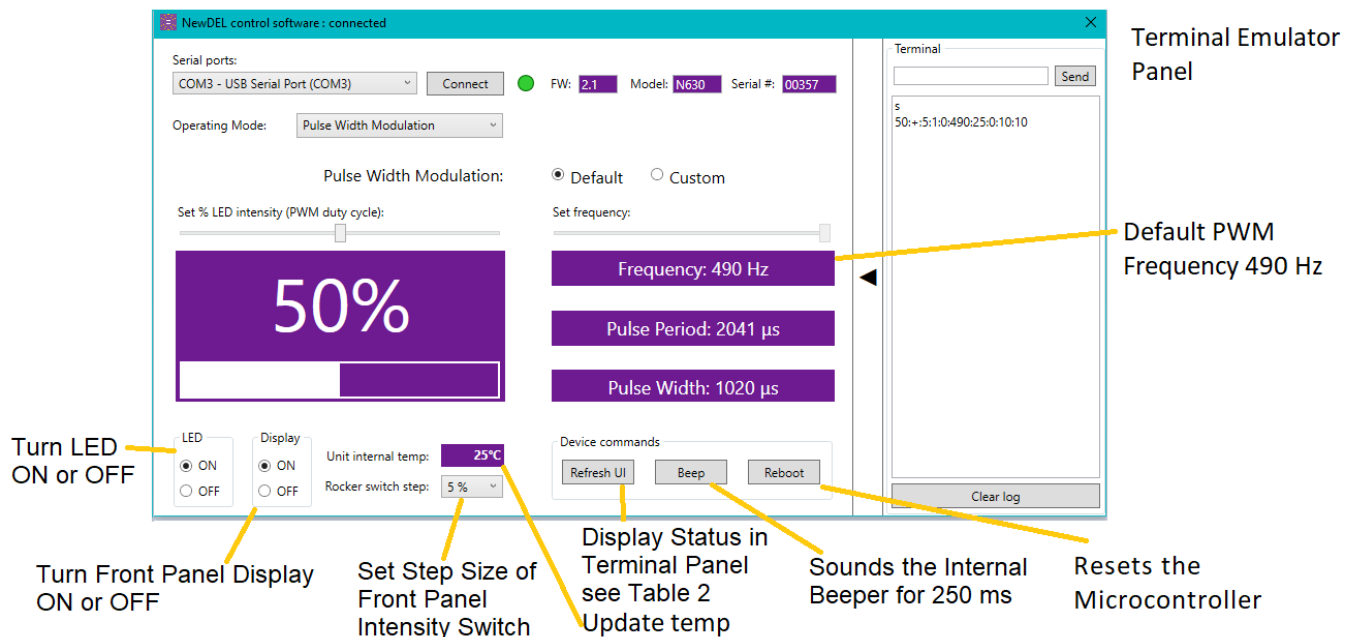 NewDEL control software : connected
Serial ports:
COM3 - USB Serial Port (COM3)
Connect
FW: 2.1 Model: N630 Serial #: 00357
Operating Mode: Pulse Width Modulation
Pulse Width Modulation: Default Custom
Set % LED intensity (PWM duty cycle):
50%
Set frequency:
Frequency: 490 Hz
Pulse Period: 2041 µs
Pulse Width: 1020 µs
LED
ON
OFF
Display
ON
OFF
Unit internal temp: 25°C
Rocker switch step: 5 %
Device commands
Refresh UI Beep Reboot
Terminal
Send
s
50:+:5:1:0:490:25:0:10:10
Clear log
Terminal Emulator
Panel
Default PWM
Frequency 490 Hz
Turn LED
ON or OFF
Turn Front Panel Display
ON or OFF
Set Step Size of
Front Panel
Intensity Switch
Display Status in
Terminal Panel
see Table 2
Update temp
Sounds the Internal
Beeper for 250 ms
Resets the
Microcontroller